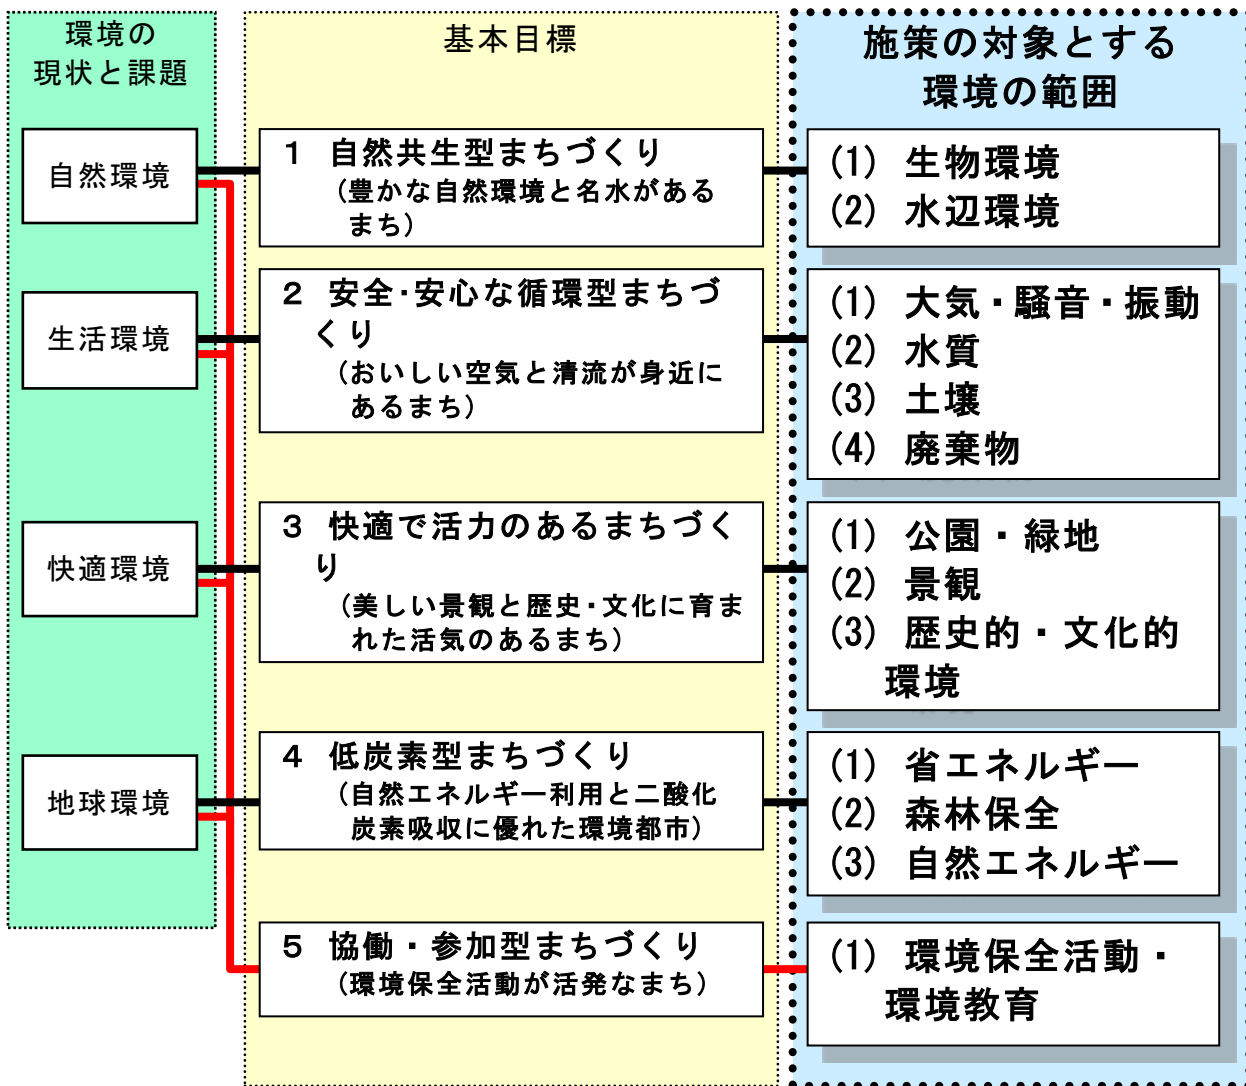 環境の
現状と課題
自然環境
生活環境
快適環境
地球環境
基本目標
1 自然共生型まちづくり
(豊かな自然環境と名水がある
まち)
2 安全・安心な循環型まちづ
くり
(おいしい空気と清流が身近に
あるまち)
3 快適で活力のあるまちづく
り
(美しい景観と歴史・文化に育ま
れた活気のあるまち)
4 低炭素型まちづくり
(自然エネルギー利用と二酸化
炭素吸収に優れた環境都市)
5 協働・参加型まちづくり
(環境保全活動が活発なまち)
施策の対象とする
環境の範囲
(1) 生物環境
(2) 水辺環境
(1) 大気・騒音・振動
(2) 水質
(3) 土壌
(4) 廃棄物
(1) 公園・緑地
(2) 景観
(3) 歴史的・文化的
環境
(1) 省エネルギー
(2) 森林保全
(3) 自然エネルギー
(1) 環境保全活動・
環境教育